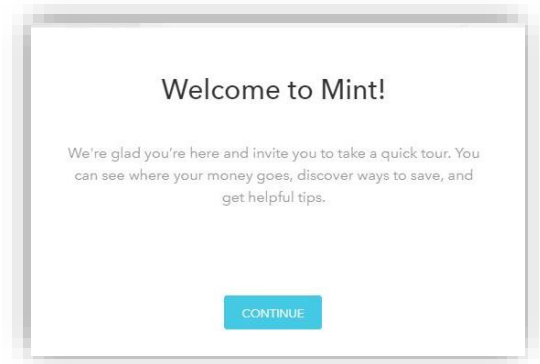 Welcome to Mint!
We're glad you're here and invite you to take a quick tour. You
can see where your money goes, discover ways to save, and
get helpful tips.
CONTINUE